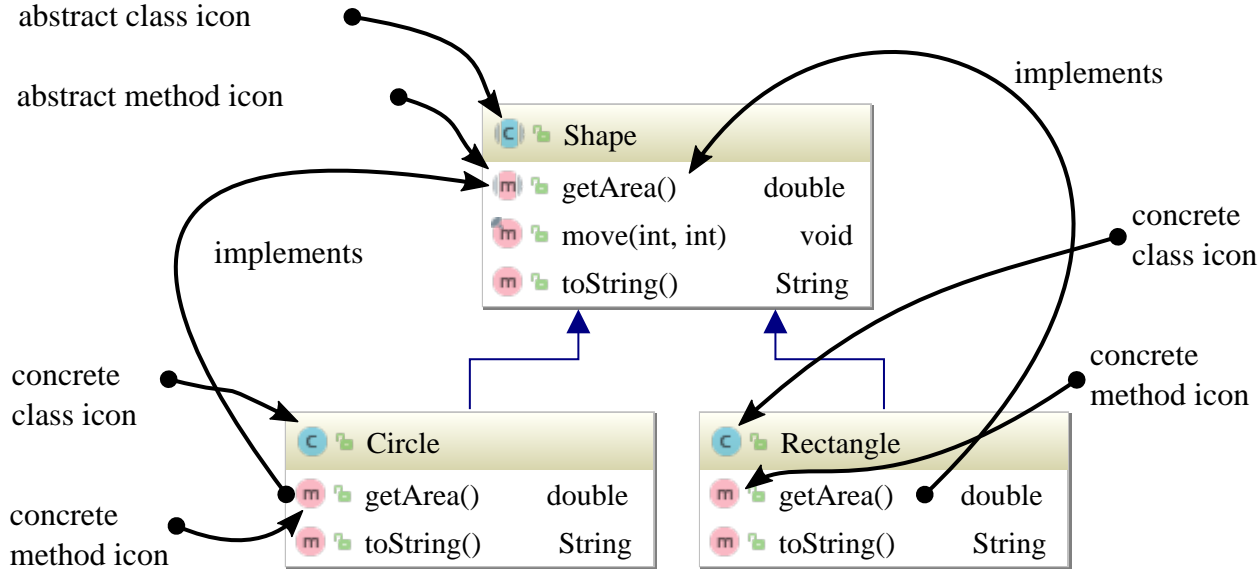 abstract class icon
abstract method icon
implements
C Shape
m getArea() double
m move(int, int) void
m toString() String
implements
concrete
class icon
concrete
class icon
concrete
method icon
C Circle
m getArea() double
m toString() String
concrete
method icon
C Rectangle
m getArea() double
m toString() String